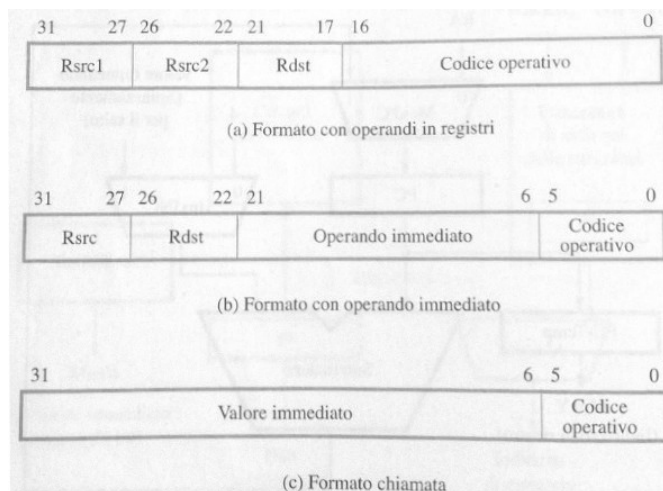 31 27 26 22 21 17 16 0
Rsrc1 Rsrc2 Rdst Codice operativo
(a) Formato con operandi in registri
31 27 26 22 21 6 5 0
Rsrc Rdst Operando immediato Codice operativo
(b) Formato con operando immediato
31 6 5 0
Valore immediato Codice operativo
(c) Formato chiamata